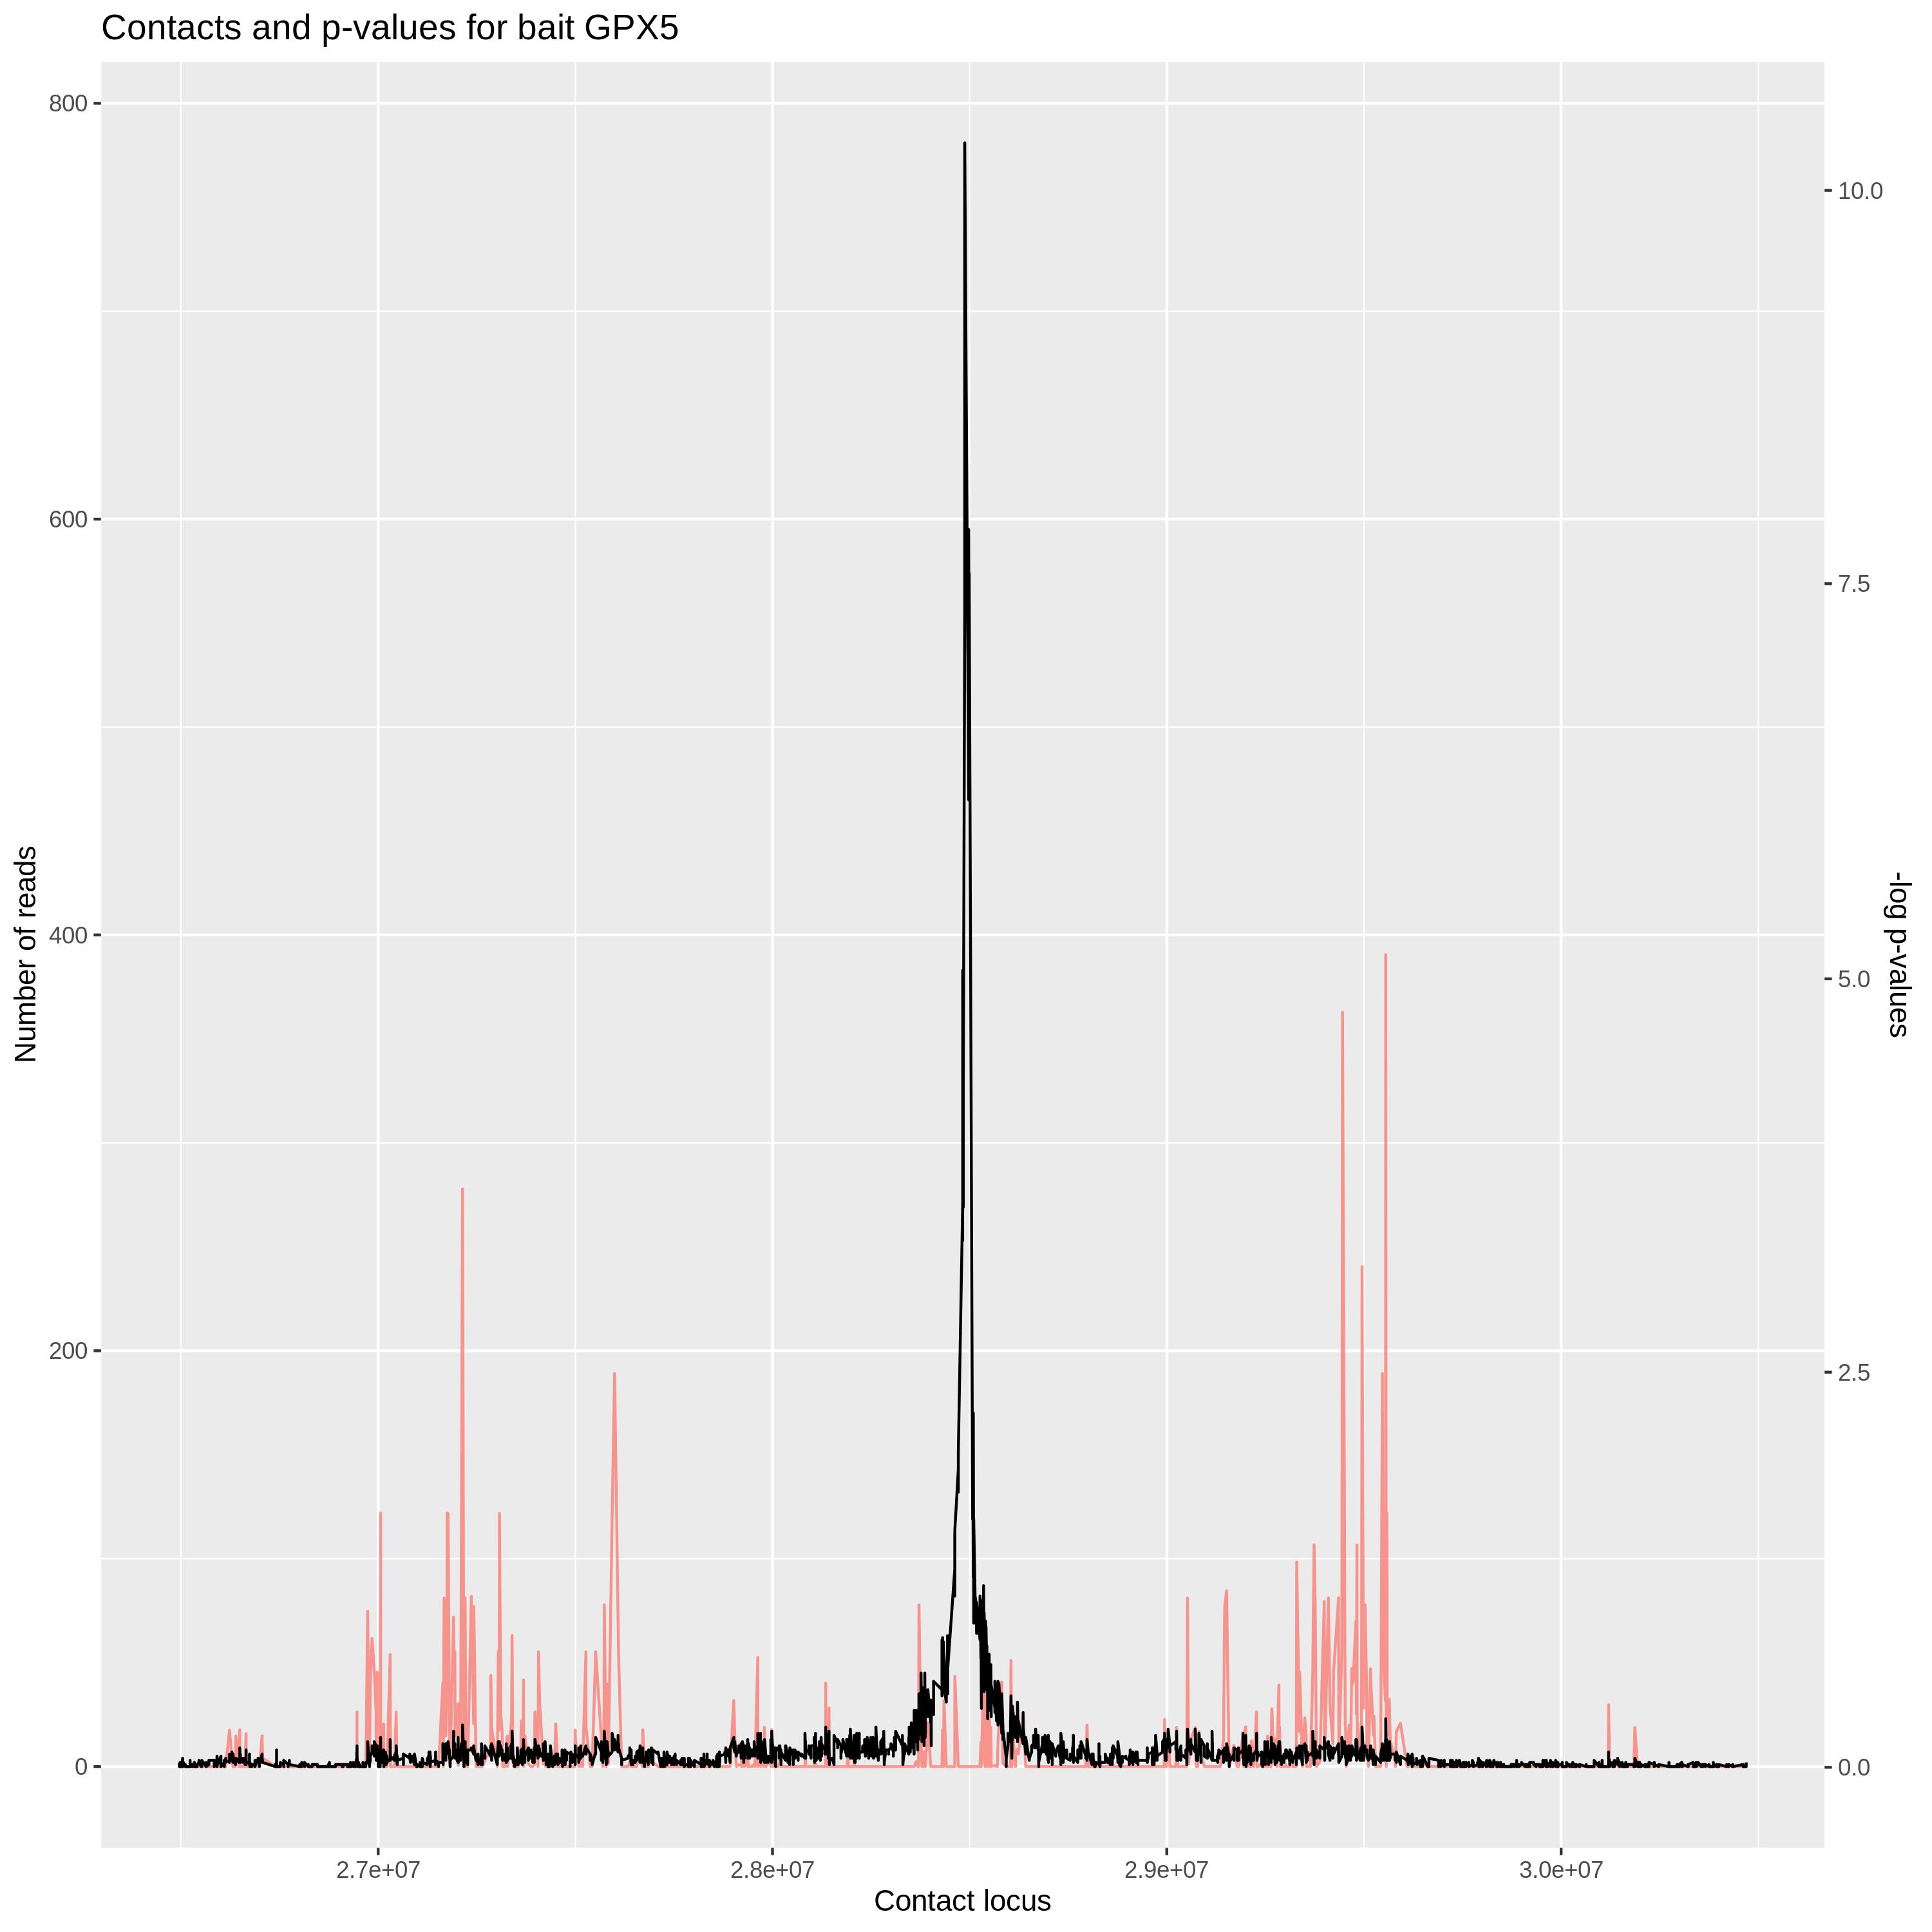 Contacts and p-values for bait GPX5
800
600
400
200
0
Number of reads
10.0
7.5
5.0
2.5
0.0
-log p-values
2.7e+07
2.8e+07
2.9e+07
3.0e+07
Contact locus